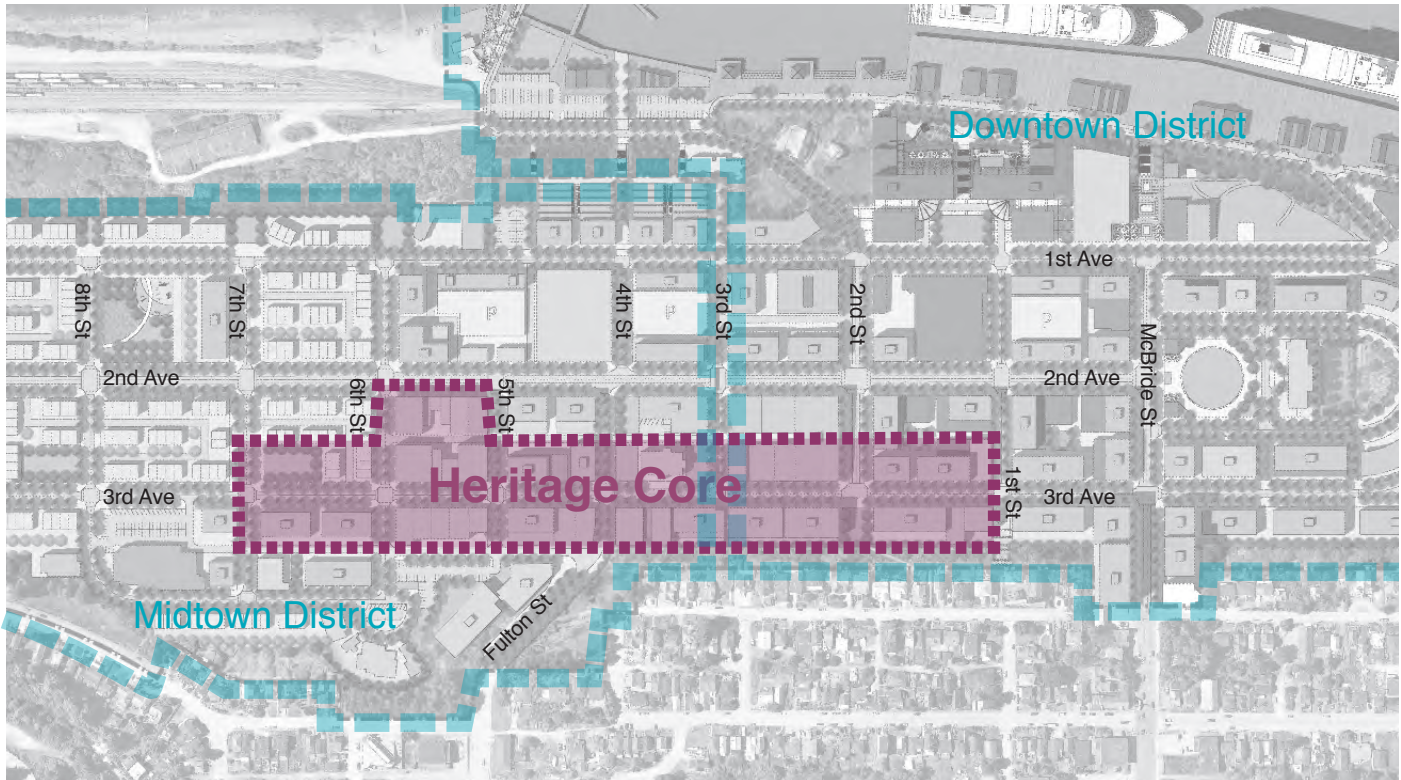 Downtown District
1st Ave
8th St
7th St
4th St
3rd St
2nd St
McBride St
2nd Ave
6th St
5th St
2nd Ave
Heritage Core
3rd Ave
1st St
3rd Ave
Midtown District
Fulton St